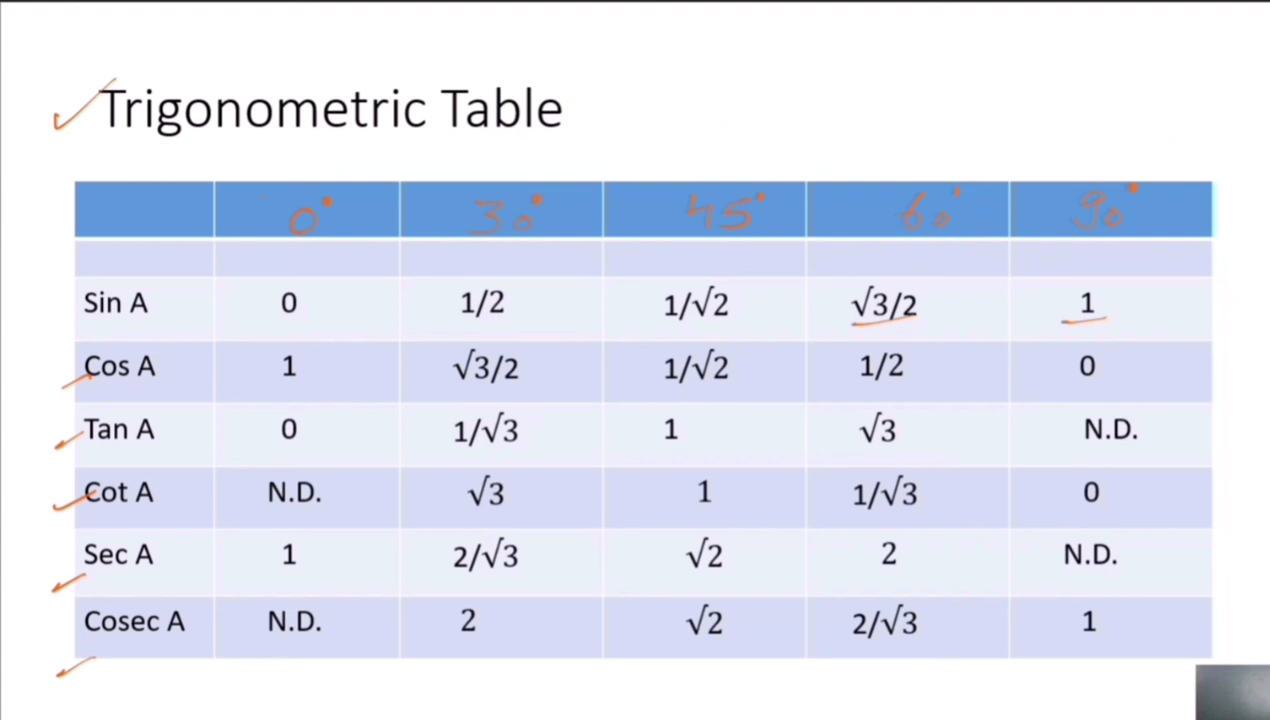 Trigonometric Table
0° 30° 45° 60° 90°
Sin A 0 1/2 1/√2 √3/2 1
Cos A 1 √3/2 1/√2 1/2 0
Tan A 0 1/√3 1 √3 N.D.
Cot A N.D. √3 1 1/√3 0
Sec A 1 2/√3 √2 2 N.D.
Cosec A N.D. 2 √2 2/√3 1